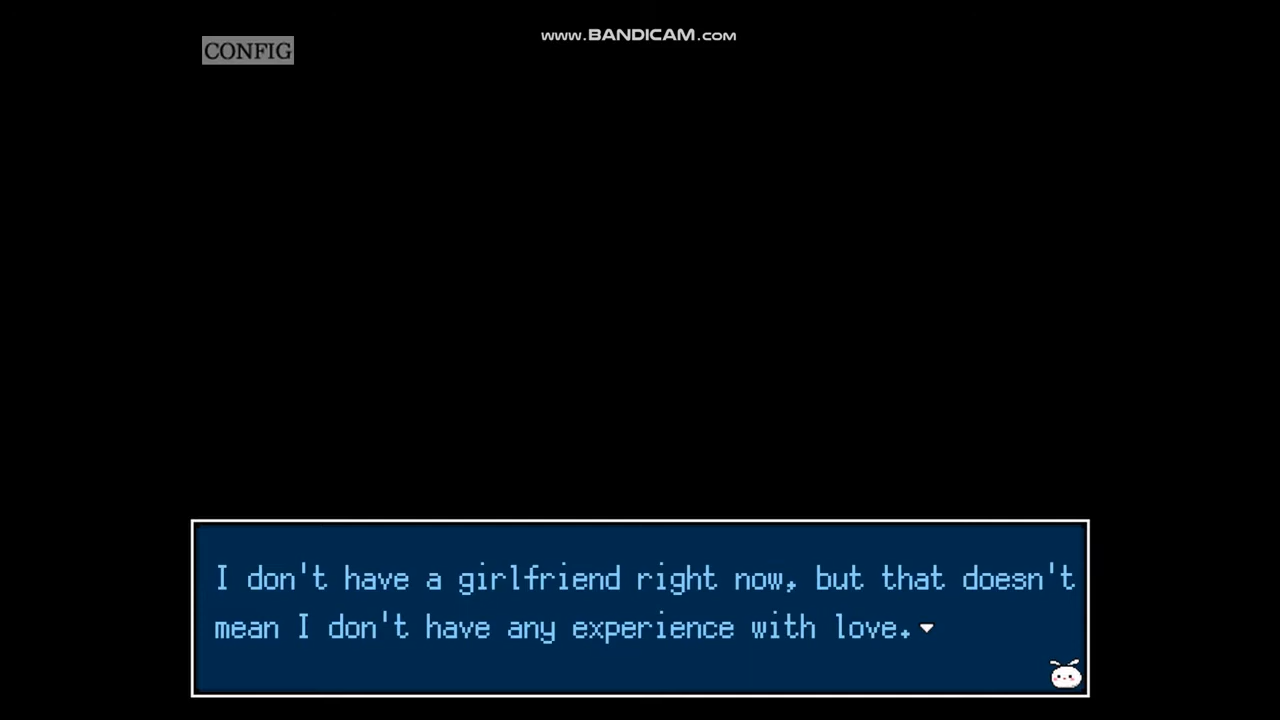 www.BANDICAM.com
CONFIG
I don't have a girlfriend right now, but that doesn't
mean I don't have any experience with love.